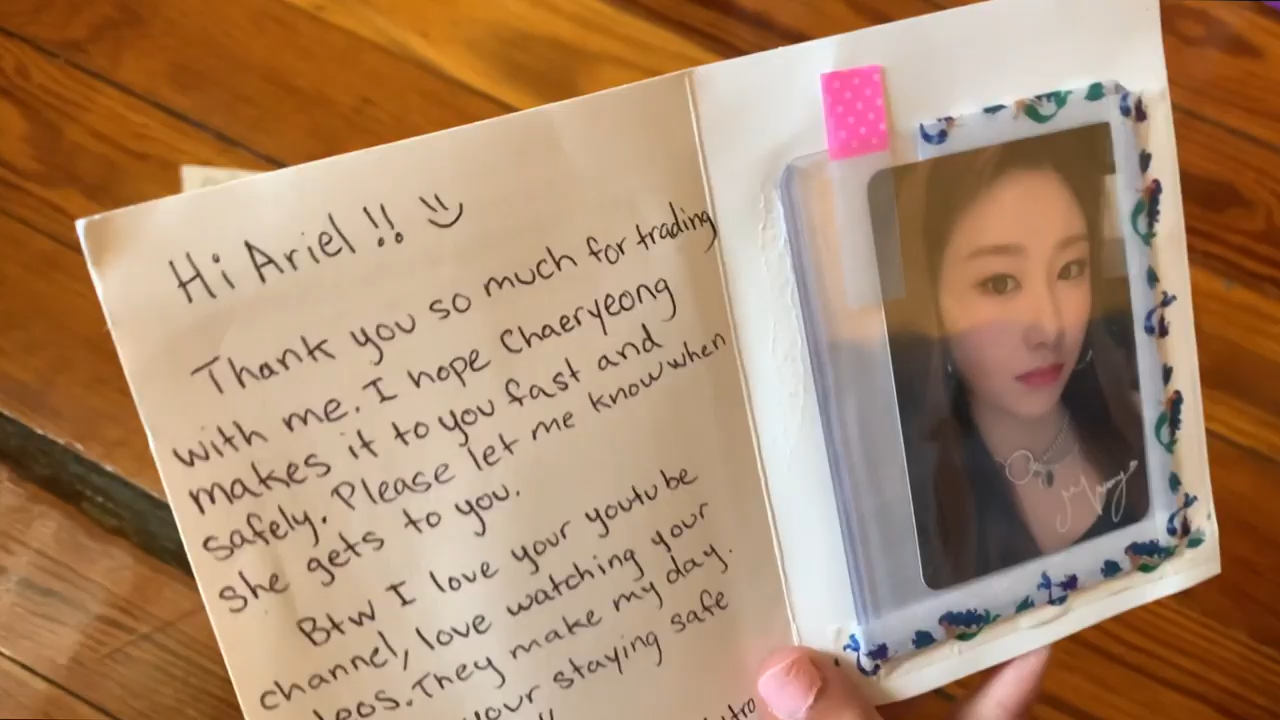 Hi Ariel !! =)
Thank you so much for trading
with me. I hope Chaeryeong
makes it to you fast and
safely. Please let me know when
she gets to you.
Btw I love your youtube
channel, love watching your
They make my day.
your staying safe